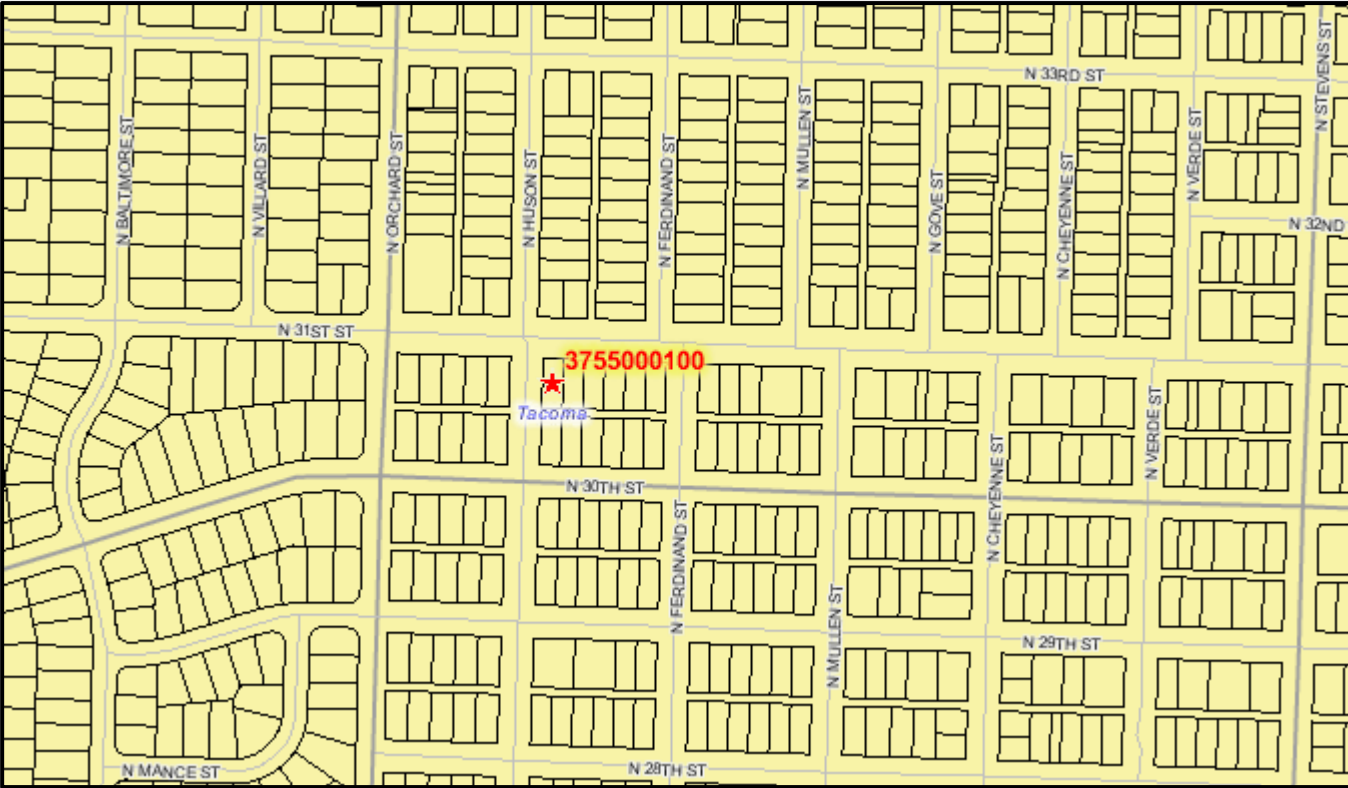 N 33RD ST
N STEVENS ST
N BALTIMORE ST
N VILLARD ST
N ORCHARD ST
N HUSON ST
N FERDINAND ST
N MULLEN ST
N GOVE ST
N CHEYENNE ST
N VERDE ST
N 32ND
N 31ST ST
3755000100
Tacoma
N VERDE ST
N CHEYENNE ST
N 30TH ST
N FERDINAND ST
N MULLEN ST
N 29TH ST
N MANCE ST
N 28TH ST